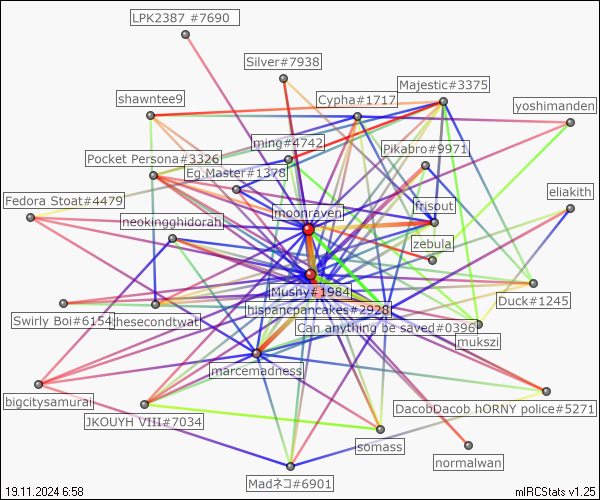 LPK2387 #7690
Silver#7938
Majestic#3375
shawntee9
Cypha#1717
yoshimanden
ming#4742
Pikabro#9971
Pocket Persona#3326
Eg.Master#1378
eliakith
Fedora Stoat#4479
frisout
moonraven
neokingghidorah
zebula
Mushy#1984
Duck#1245
hispancpancakes#2928
Swirly Boi#6154
thesecondtwat
Can anything be saved#0396
mukszi
marcemadness
bigcitysamurai
DacobDacob hORNY police#5271
JKOUYH VIII#7034
somass
normalwan
Madネコ#6901
19.11.2024 6:58
mIRCStats v1.25